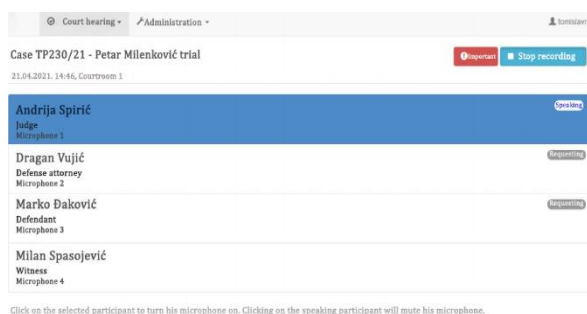 Court hearing Administration tomislavr
Case TP230/21 - Petar Milenković trial
Important Stop recording
21.04.2021. 14:46, Courtroom 1
Andrija Spirić
Speaking
Judge
Microphone 1
Dragan Vujić
Requesting
Defense attorney
Microphone 2
Marko Đaković
Requesting
Defendant
Microphone 3
Milan Spasojević
Witness
Microphone 4
Click on the selected participant to turn his microphone on. Clicking on the speaking participant will mute his microphone.